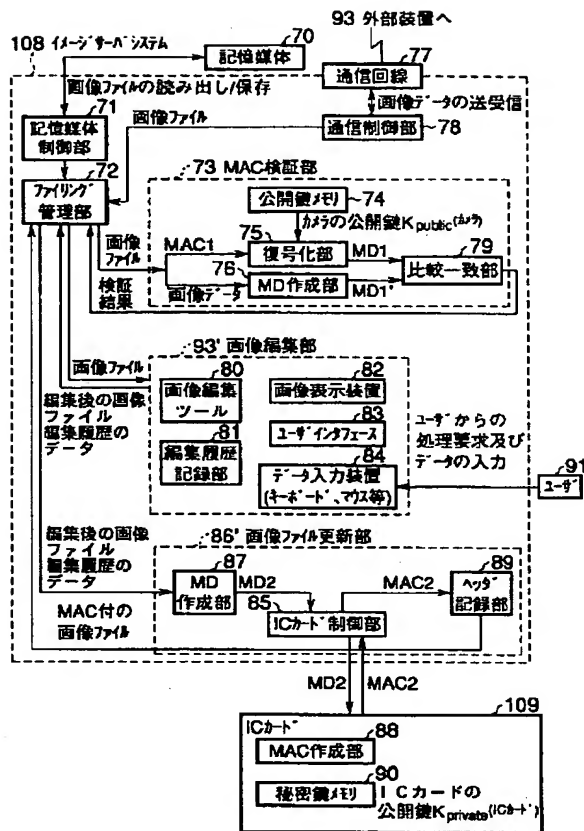 93 外部装置へ
108 イメージサーバシステム
記憶媒体 70
通信回線 77
画像ファイルの読み出し/保存
画像データの送受信
71
記憶媒体
制御部
画像ファイル
通信制御部 78
72
ファイリング
管理部
73 MAC検証部
公開鍵メモリ 74
カメラの公開鍵Kpublic(カメラ)
画像
ファイル
MAC1
75
復号化部
MD1
79
比較一致部
76
画像データ
MD作成部
MD1'
検証
結果
93' 画像編集部
画像ファイル
80
画像編集
ツール
82
画像表示装置
編集後の画像
ファイル
編集履歴の
データ
81
編集履歴
記録部
83
ユーザインタフェース
84
データ入力装置
(キーボード、マウス等)
ユーザからの
処理要求及び
データの入力
91
ユーザ
編集後の画像
ファイル
編集履歴の
データ
86' 画像ファイル更新部
87
MD
作成部
MD2
85
ICカード制御部
MAC2
89
ヘッダ
記録部
MAC付の
画像ファイル
MD2
MAC2
109
ICカード
88
MAC作成部
90
秘密鍵メモリ
ICカードの
公開鍵Kprivate(ICカード)